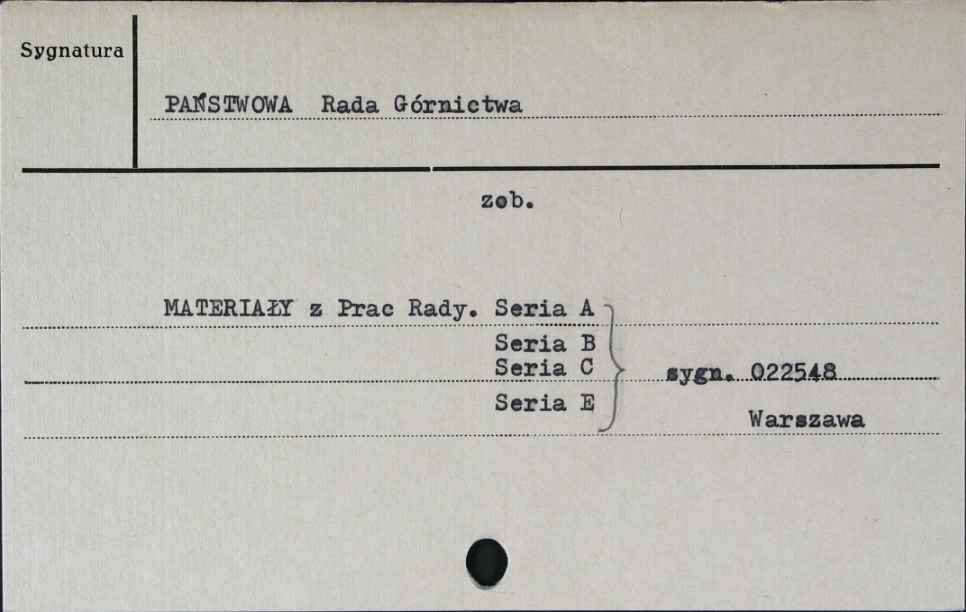 Sygnatura
PAŃSTWOWA Rada Górnictwa
zob.
MATERIAŁY z Prac Rady. Seria A
Seria B
Seria C
sygn. 022548
Seria E
Warszawa